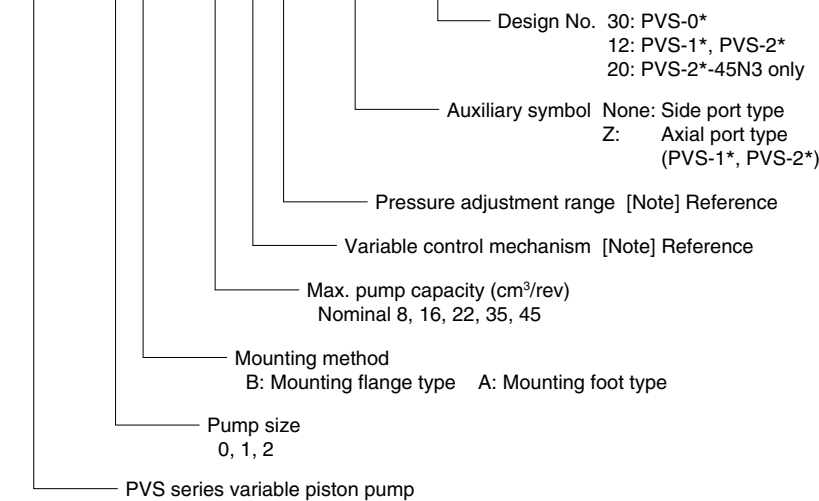 Design No. 30: PVS-0*
12: PVS-1*, PVS-2*
20: PVS-2*-45N3 only
Auxiliary symbol None: Side port type
Z: Axial port type
(PVS-1*, PVS-2*)
Pressure adjustment range [Note] Reference
Variable control mechanism [Note] Reference
Max. pump capacity (cm³/rev)
Nominal 8, 16, 22, 35, 45
Mounting method
B: Mounting flange type A: Mounting foot type
Pump size
0, 1, 2
PVS series variable piston pump